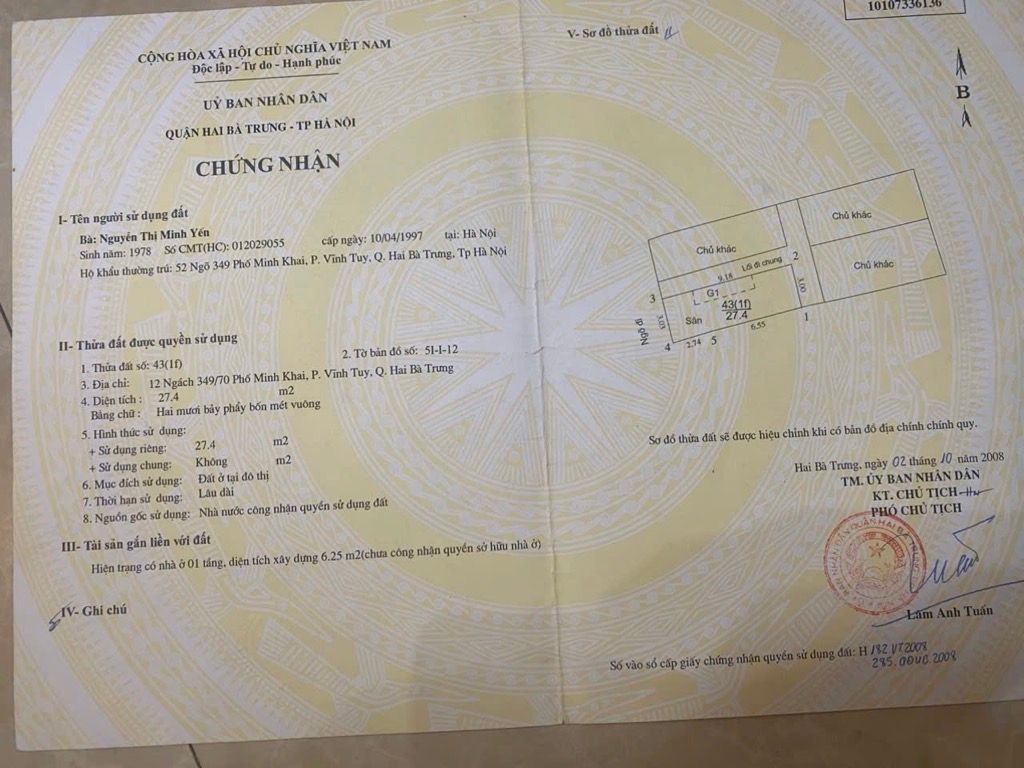 CỘNG HÒA XÃ HỘI CHỦ NGHĨA VIỆT NAM
Độc lập - Tự do - Hạnh phúc
UỶ BAN NHÂN DÂN
QUẬN HAI BÀ TRƯNG - TP HÀ NỘI
CHỨNG NHẬN
I- Tên người sử dụng đất
Bà: Nguyễn Thị Minh Yến
Sinh năm: 1978 Số CMT(HC): 012029055 cấp ngày: 10/04/1997 tại: Hà Nội
Hộ khẩu thường trú: 52 Ngõ 349 Phố Minh Khai, P. Vĩnh Tuy, Q. Hai Bà Trưng, Tp Hà Nội
II- Thửa đất được quyền sử dụng
1. Thửa đất số: 43(1f) 2. Tờ bản đồ số: 5I-I-12
3. Địa chỉ: 12 Ngách 349/70 Phố Minh Khai, P. Vĩnh Tuy, Q. Hai Bà Trưng
4. Diện tích : 27.4 m2
Bằng chữ : Hai mươi bảy phẩy bốn mét vuông
5. Hình thức sử dụng:
+ Sử dụng riêng: 27.4 m2
+ Sử dụng chung: Không m2
6. Mục đích sử dụng: Đất ở tại đô thị
7. Thời hạn sử dụng: Lâu dài
8. Nguồn gốc sử dụng: Nhà nước công nhận quyền sử dụng đất
III- Tài sản gắn liền với đất
Hiện trạng có nhà ở 01 tầng, diện tích xây dựng 6.25 m2(chưa công nhận quyền sở hữu nhà ở)
IV- Ghi chú
10107336136
V- Sơ đồ thửa đất
B
Chủ khác
Chủ khác
Chủ khác
Lối đi chung
9.18
2
3
G1
43(1f)
27.4
3.00
3.03
Sân
Ngõ đi
4
2.74
5
6.55
1
Sơ đồ thửa đất sẽ được hiệu chỉnh khi có bản đồ địa chính chính quy.
Hai Bà Trưng, ngày 02 tháng 10 năm 2008
TM. ỦY BAN NHÂN DÂN
KT. CHỦ TỊCH
PHÓ CHỦ TỊCH
Lâm Anh Tuấn
Số vào sổ cấp giấy chứng nhận quyền sử dụng đất: H 182.VT2008